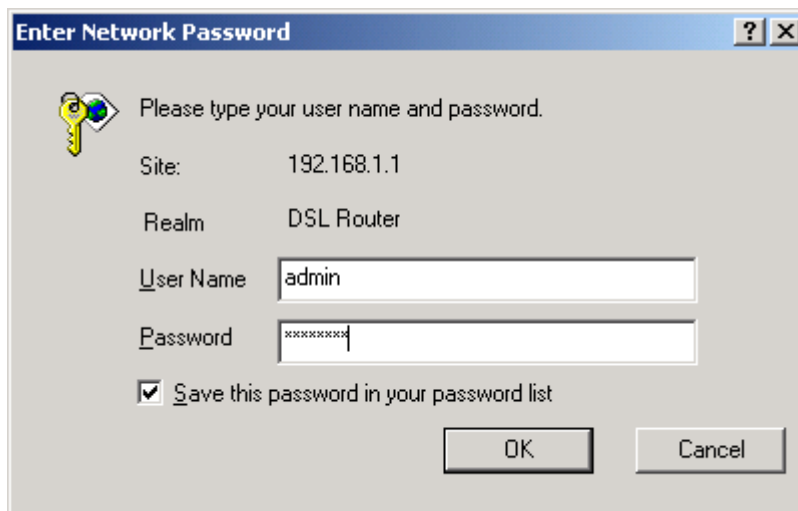 Enter Network Password
Please type your user name and password.
Site: 192.168.1.1
Realm DSL Router
User Name admin
Password ********
Save this password in your password list
OK Cancel